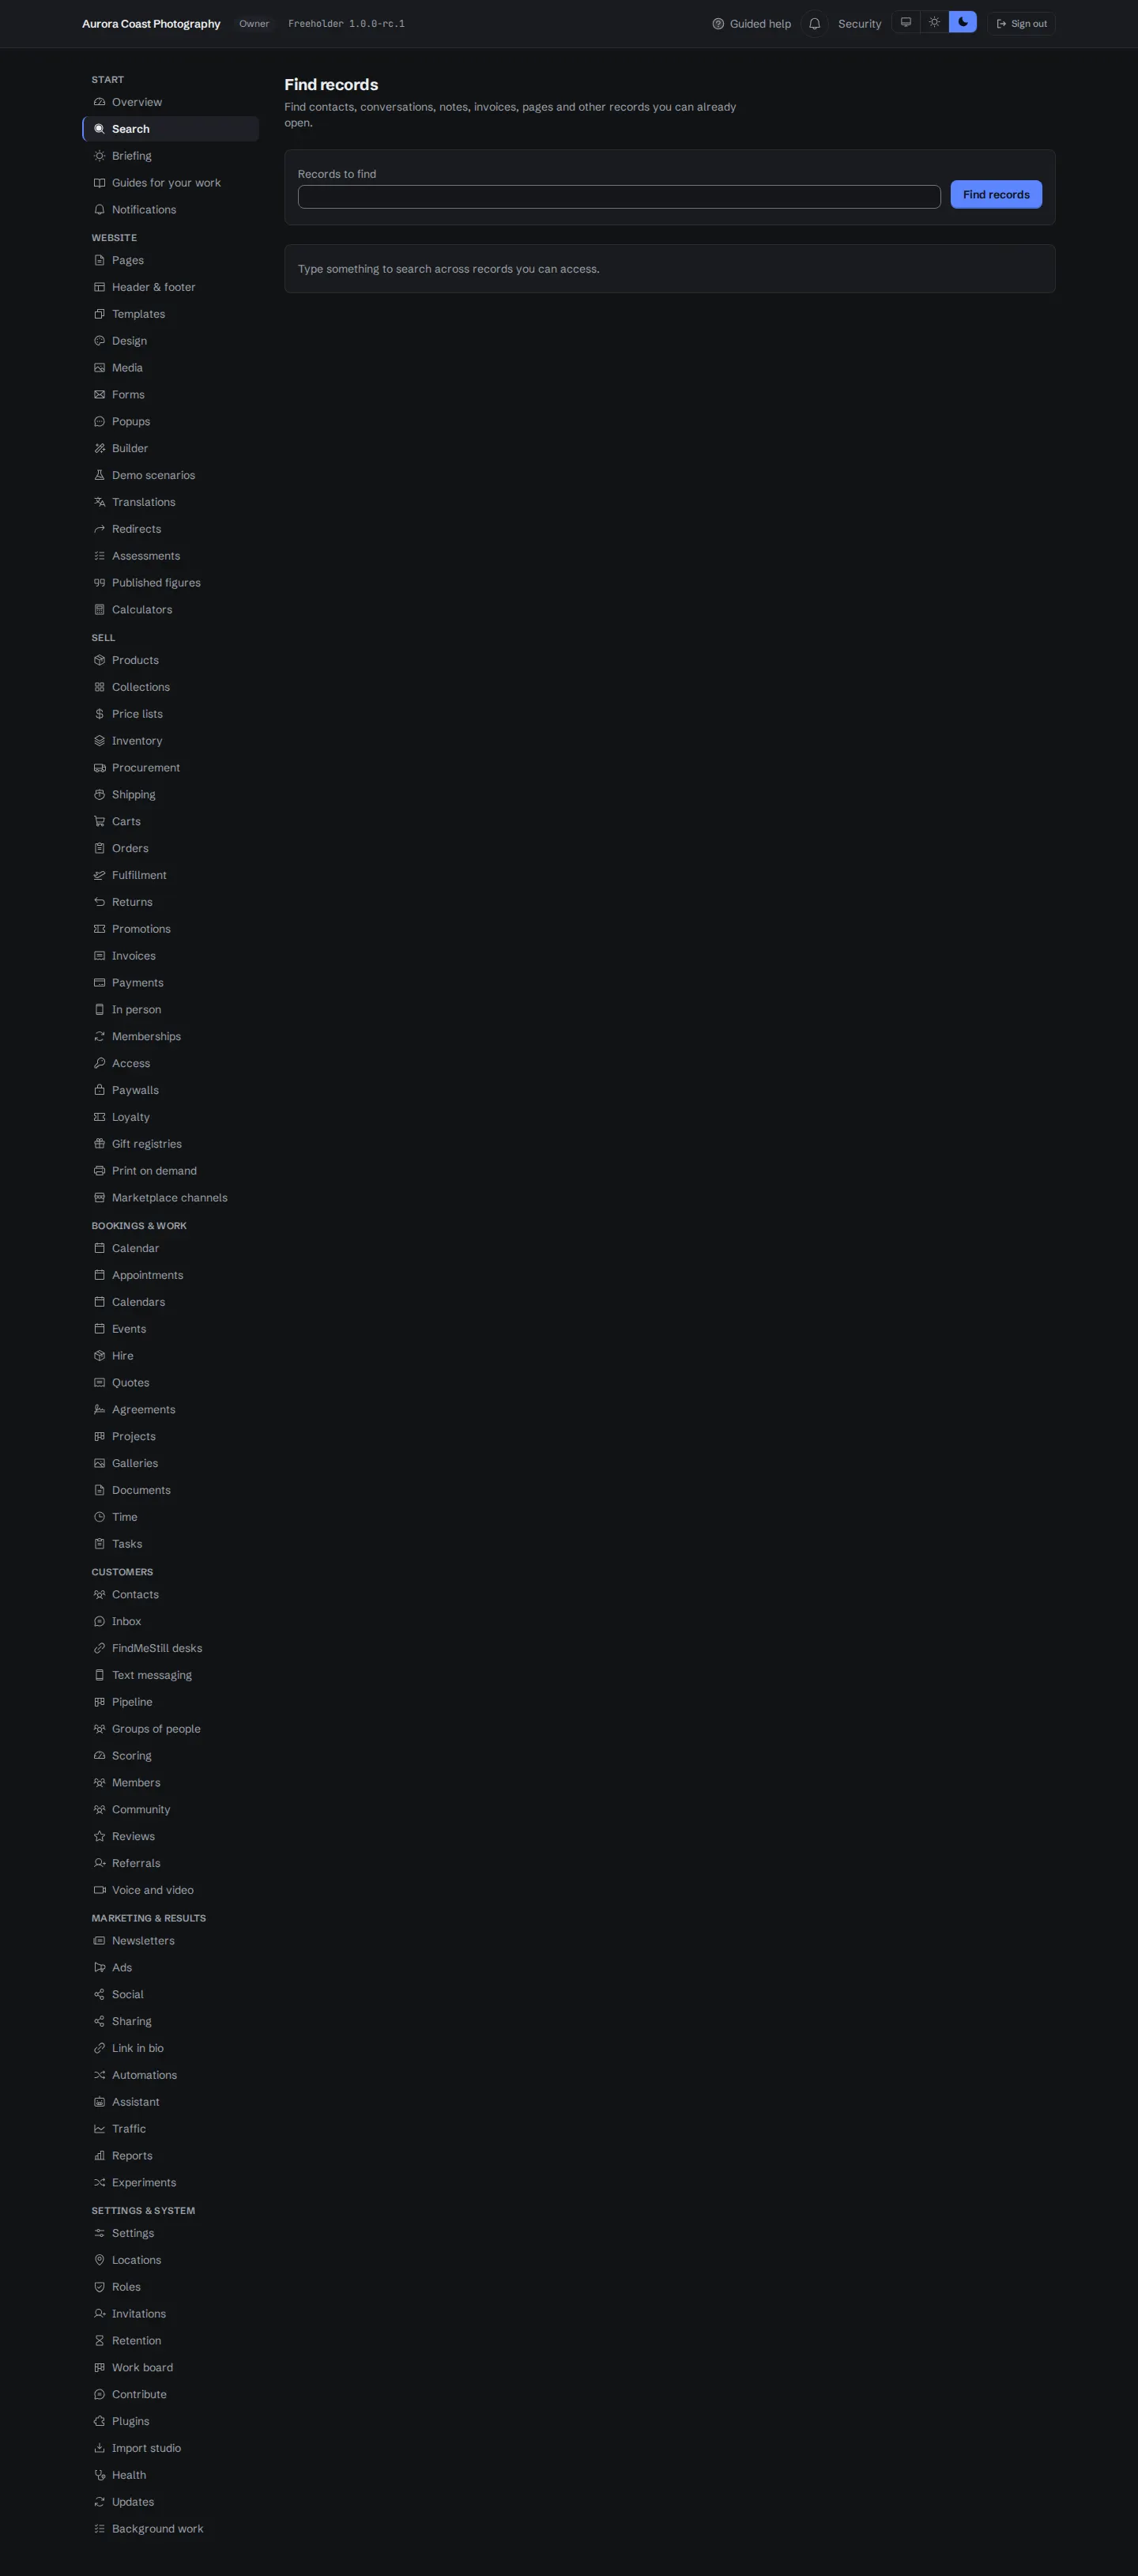 Aurora Coast Photography Owner Freeholder 1.0.0-rc.1 Guided help Security Sign out
START
Overview
Search
Briefing
Guides for your work
Notifications
WEBSITE
Pages
Header & footer
Templates
Design
Media
Forms
Popups
Builder
Demo scenarios
Translations
Redirects
Assessments
Published figures
Calculators
SELL
Products
Collections
Price lists
Inventory
Procurement
Shipping
Carts
Orders
Fulfillment
Returns
Promotions
Invoices
Payments
In person
Memberships
Access
Paywalls
Loyalty
Gift registries
Print on demand
Marketplace channels
BOOKINGS & WORK
Calendar
Appointments
Calendars
Events
Hire
Quotes
Agreements
Projects
Galleries
Documents
Time
Tasks
CUSTOMERS
Contacts
Inbox
FindMeStill desks
Text messaging
Pipeline
Groups of people
Scoring
Members
Community
Reviews
Referrals
Voice and video
MARKETING & RESULTS
Newsletters
Ads
Social
Sharing
Link in bio
Automations
Assistant
Traffic
Reports
Experiments
SETTINGS & SYSTEM
Settings
Locations
Roles
Invitations
Retention
Work board
Contribute
Plugins
Import studio
Health
Updates
Background work
Find records
Find contacts, conversations, notes, invoices, pages and other records you can already
open.
Records to find
Find records
Type something to search across records you can access.